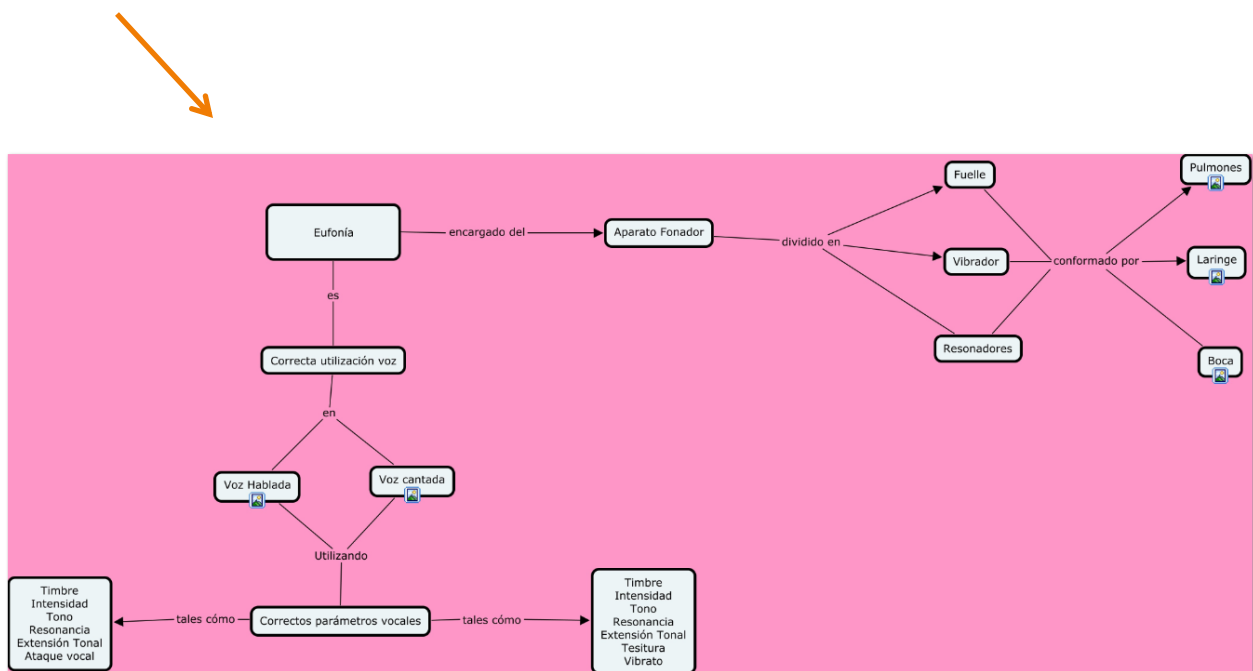 Fuelle
Pulmones
Eufonía
encargado del
Aparato Fonador
dividido en
Vibrador
conformado por
Laringe
es
Resonadores
Correcta utilización voz
Boca
en
Voz Hablada
Voz cantada
Utilizando
Timbre
Intensidad
Tono
Resonancia
Extensión Tonal
Ataque vocal
tales cómo
Correctos parámetros vocales
tales cómo
Timbre
Intensidad
Tono
Resonancia
Extensión Tonal
Tesitura
Vibrato